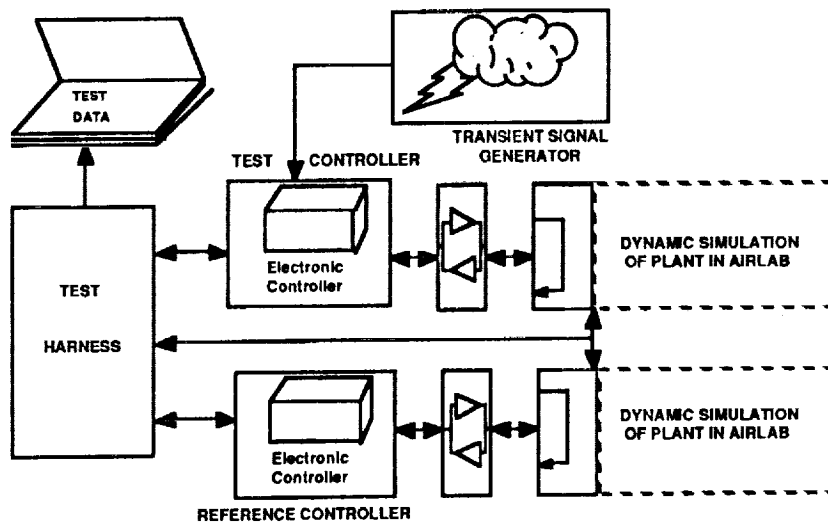 TEST
DATA
TRANSIENT SIGNAL
GENERATOR
TEST CONTROLLER
Electronic
Controller
DYNAMIC SIMULATION
OF PLANT IN AIRLAB
TEST
HARNESS
Electronic
Controller
DYNAMIC SIMULATION
OF PLANT IN AIRLAB
REFERENCE CONTROLLER